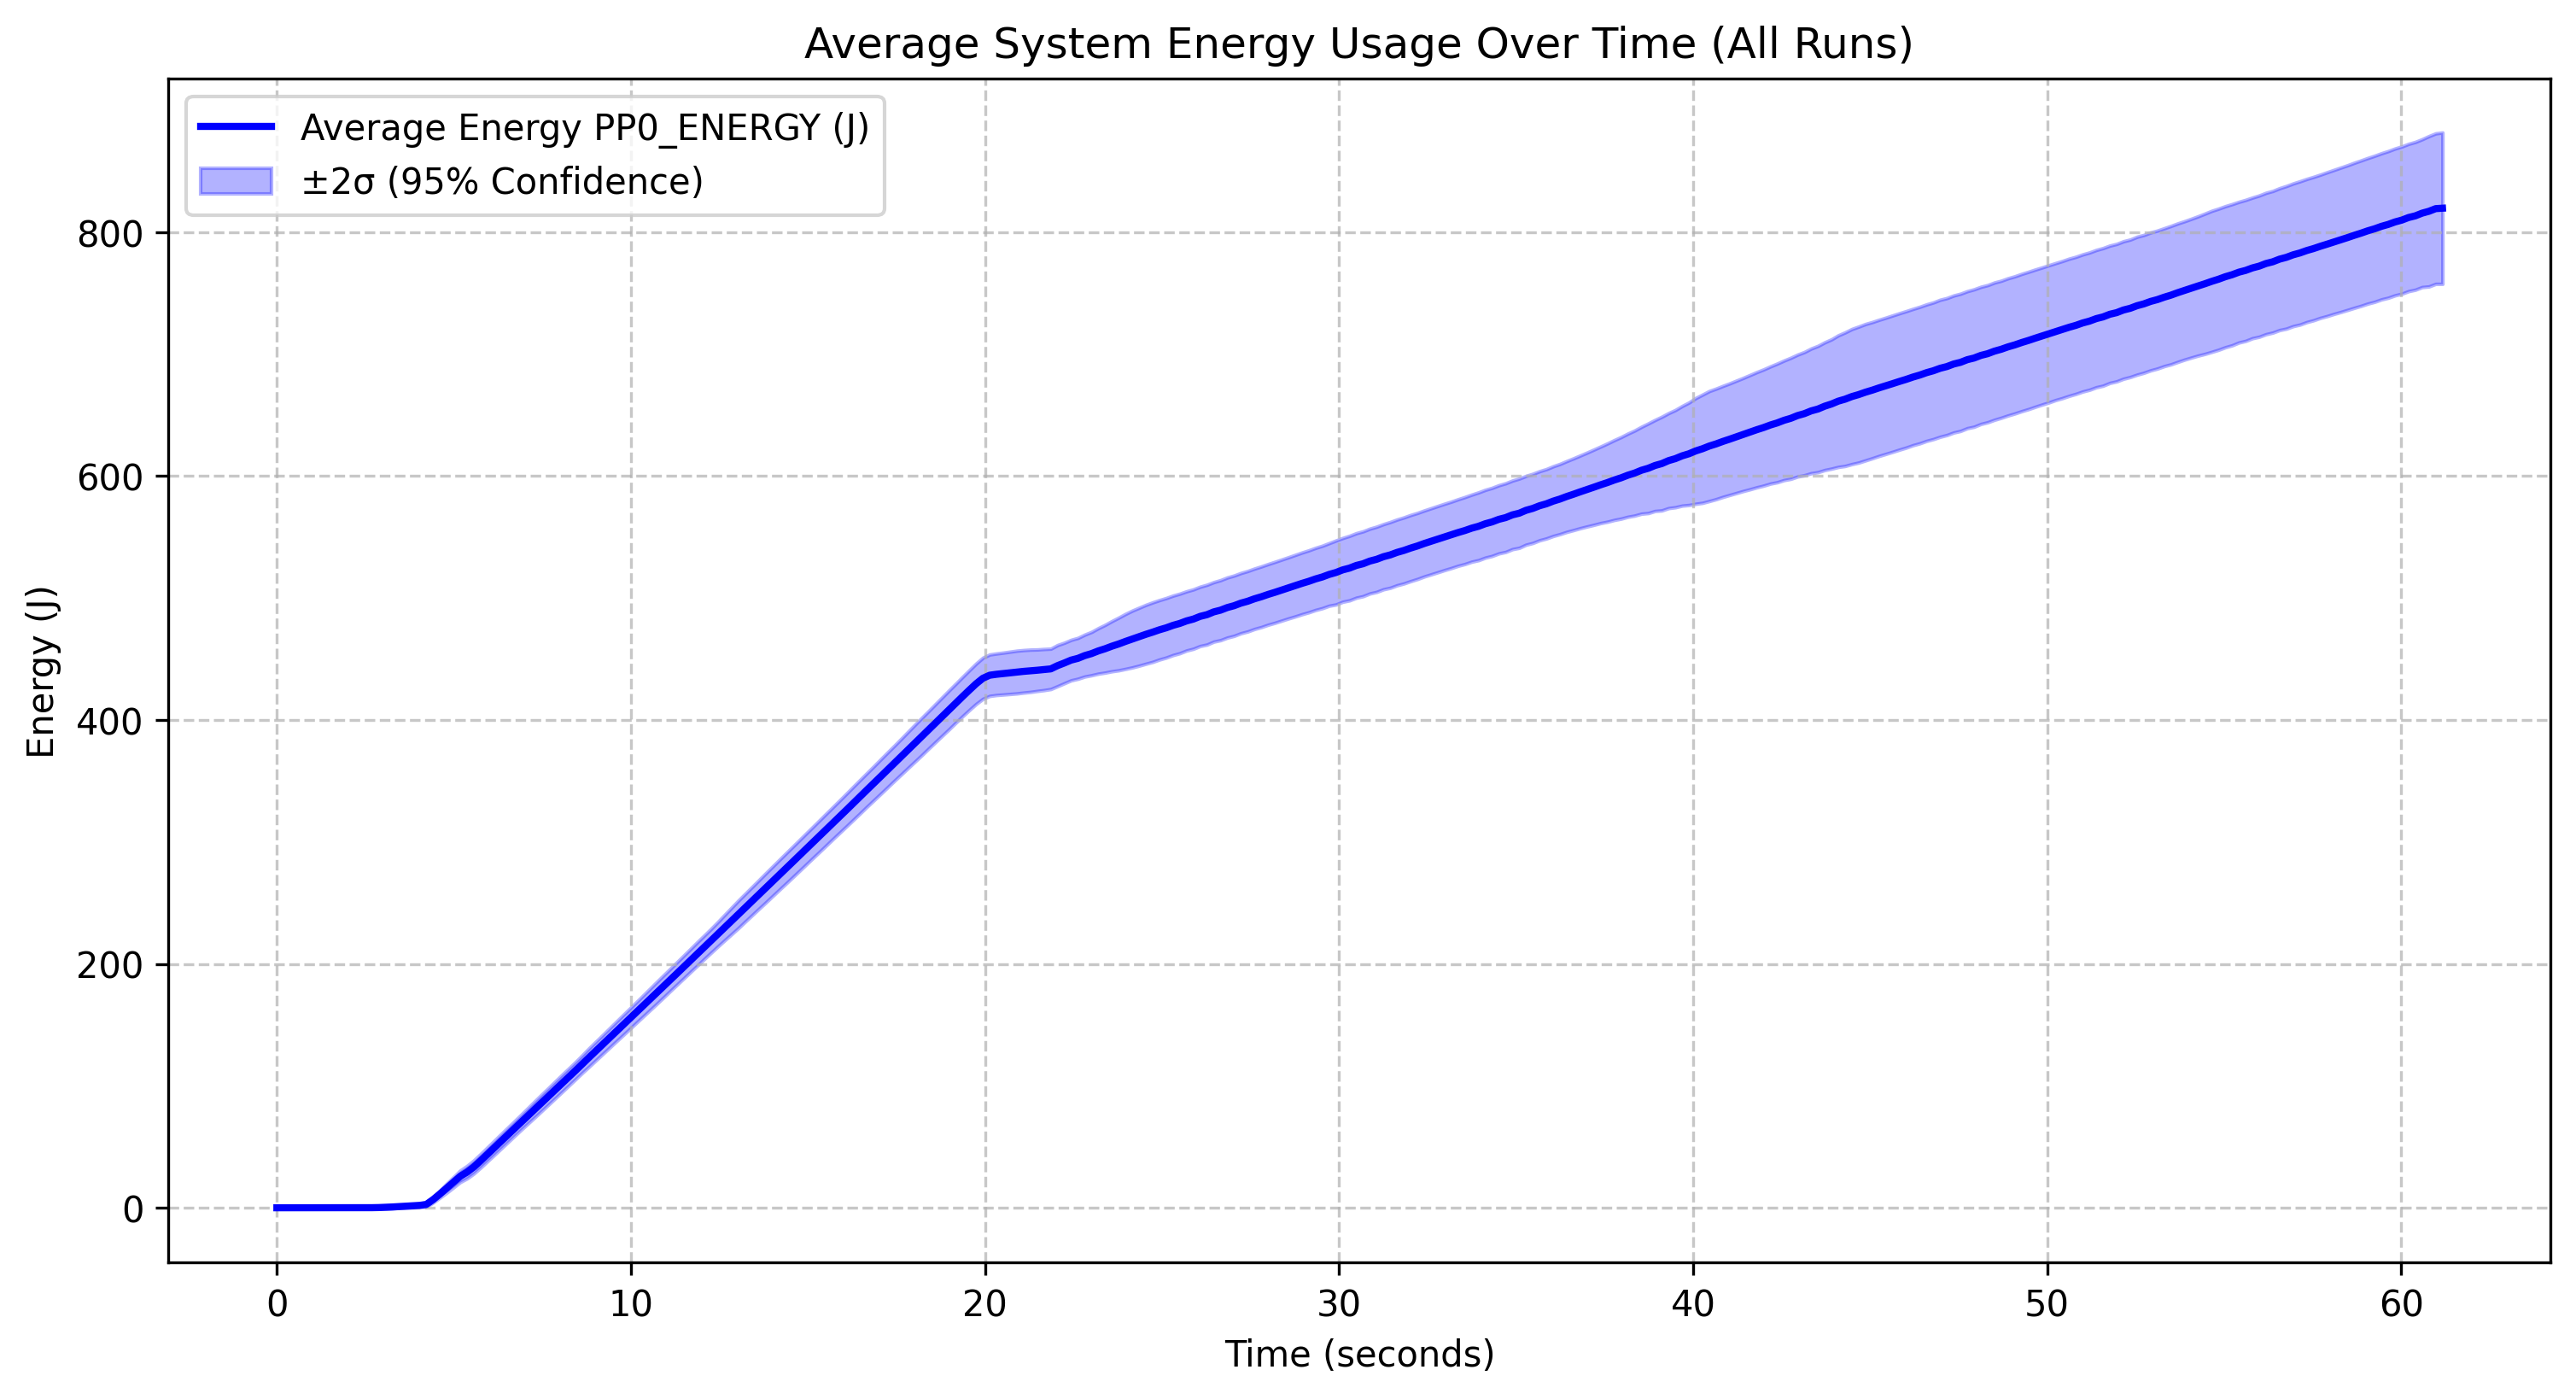 Average System Energy Usage Over Time (All Runs)
Average Energy PP0_ENERGY (J)
±2σ (95% Confidence)
Energy (J)
800
600
400
200
0
0 10 20 30 40 50 60
Time (seconds)